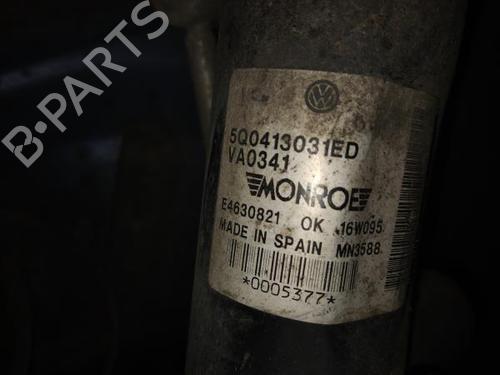 B-PARTS
5Q0413031ED
VA0341
MONROE
E4630821 OK 16W095
MADE IN SPAIN MN3588
*0005377*